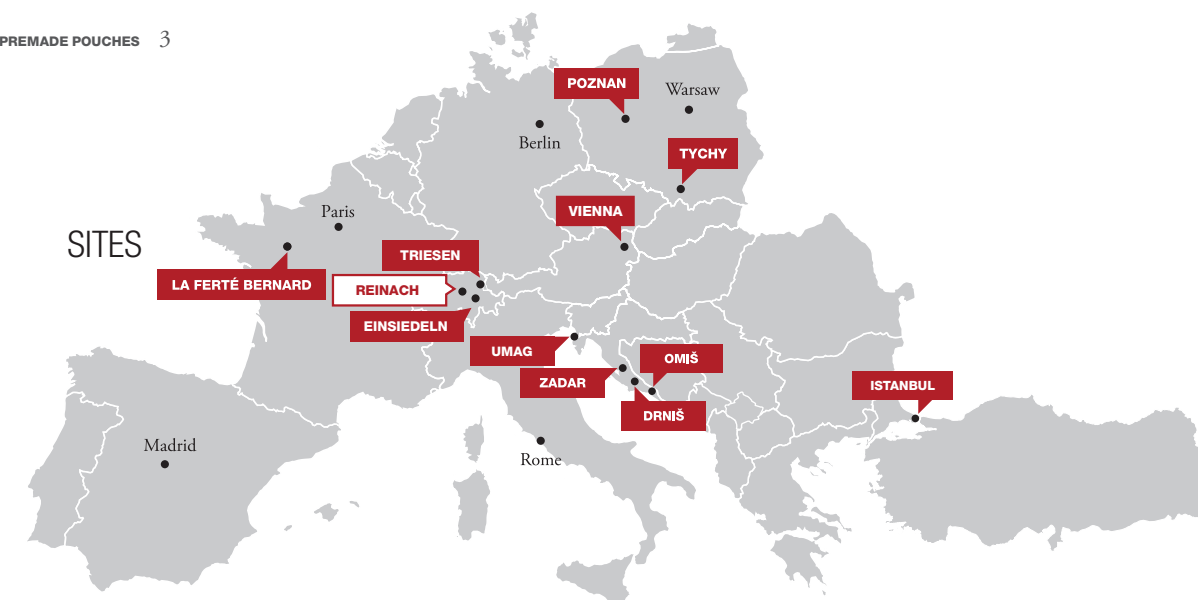 PREMADE POUCHES 3
POZNAN
Warsaw
Berlin
TYCHY
Paris
VIENNA
SITES
TRIESEN
LA FERTÉ BERNARD
REINACH
EINSIEDELN
UMAG
OMIŠ
ZADAR
ISTANBUL
DRNIŠ
Madrid
Rome